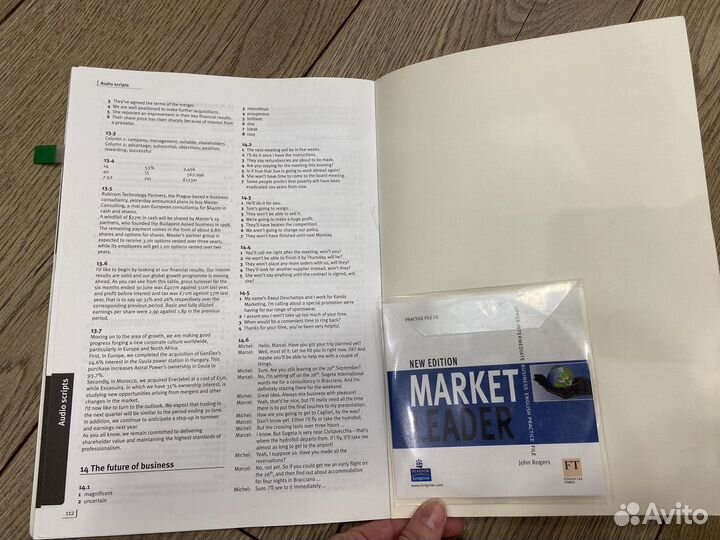 Audio scripts
3 They've agreed the terms of the merger.
4 We are well positioned to make further acquisitions.
5 She reported an improvement in their key financial results.
6 Their share price has risen sharply because of interest from
a predator.
13.3
Column 1: company; management; suitable; shareholders
Column 2: advantage; substantial; objectives; position;
rewarding; successful
13.4
14 53% 3,456
40 ½ 567,096
7.52 £125m
13.5
Rubicom Technology Partners, the Prague-based e-business
consultancy, yesterday announced plans to buy Master
Consulting, a rival pan-European consultancy, for $640m in
cash and shares.
A windfall of $27m in cash will be shared by Master's 19
partners, who founded the Budapest-based business in 1998.
The remaining payment comes in the form of about 6.8m
shares and options for shares. Master's partner group is
expected to receive 3.1m options vested over three years,
while its employees will get 1.1m options vested over two
years.
13.6
I'd like to begin by looking at our financial results. Our interim
results are solid and our global growth programme is moving
ahead. As you can see from this table, gross turnover for the
six months ended 30 June was £407m against 311m last year,
and profit before interest and tax was £72m against 57m last
year, that is to say up 31% and 26% respectively over the
corresponding previous period. Basic and fully diluted
earnings per share were 2.99 against 1.8p in the previous
period.
13.7
Moving on to the area of growth, we are making good
progress forging a new corporate culture worldwide,
particularly in Europe and North Africa.
First, in Europe, we completed the acquisition of GenElex's
74.6% interest in the Guula power station in Hungary. This
purchase increases Astral Power's ownership in Guula to
93.7%.
Secondly, in Morocco, we acquired Enerlebel at a cost of £5m,
while Essaoulia, in which we have 35% ownership interest, is
studying new opportunities arising from mergers and other
changes in the market.
I'd now like to turn to the outlook. We expect that trading in
the next quarter will be similar to the period ending 30 June.
In addition, we continue to anticipate a step-up in turnover
and earnings next year.
As you all know, we remain committed to delivering
shareholder value and maintaining the highest standards of
professionalism.
14 The future of business
14.1
1 magnificent
2 uncertain
112
Audio scripts
3 marvellous
4 prosperous
5 brilliant
6 dire
7 bleak
8 rosy
14.2
1 The next meeting will be in five weeks.
2 I'll do it once I have the instructions.
3 They say redundancies are about to be made.
4 Are you staying for the meeting this evening?
5 Is it true that Sue is going to work abroad again?
6 She won't have time to come to the board meeting.
7 Some people predict that poverty will have been
eradicated 100 years from now.
14.3
1 He'll do it for you.
2 Tom's going to resign.
3 They won't be able to sell it.
4 We're going to make a huge profit.
5 They'll have beaten the competition.
6 We aren't going to change our policy.
7 They won't have finished until next Monday.
14.4
1 You'll call me right after the meeting, won't you?
2 He won't be able to finish it by Thursday, will he?
3 They won't place any more orders with us, will they?
4 They'll look for another supplier instead, won't they?
5 She won't say anything until the contract is signed, will
she?
14.5
1 My name's Raoul Deschamps and I work for Kandu
Marketing. I'm calling about a special promotion we're
having for our range of sportswear.
2 I assure you I won't take up too much of your time.
3 When would be a convenient time to ring back?
4 Thanks for your time, you've been very helpful.
14.6
Michel: Hello, Marcel. Have you got your trip planned yet!
Marcel: Well, most of it. Let me fill you in right now, OK? And
maybe you'll be able to help me with a couple of
things.
Michel: Sure. Are you still leaving on the 29th September?
Marcel: No, I'm setting off on the 26th. Sogeta International
wants me for a consultancy in Bracciano. And I'm
definitely staying there for the weekend.
Michel: Great idea. Always mix business with pleasure!
Marcel: Yeah, that'll be nice, but I'll really need all the time
there is to put the final touches to my presentation.
Michel: How are you going to get to Cagliari, by the way?
Marcel: Don't know yet. Either I'll fly or take the hydrofoil.
Michel: But the crossing lasts over three hours …
Marcel: I know. But Sogeta is very near Civitavecchia – that's
where the hydrofoil departs from. If I fly, it'll take me
almost as long to get to the airport!
Michel: Yeah, I suppose so. Have you made all the
reservations?
Marcel: No, not yet. So if you could get me an early flight on
the 26th, and then find out about accommodation
for four nights in Bracciano …
Michel: Sure. I'll see to it immediately …
PRACTICE FILE CD
NEW EDITION
MARKET
LEADER
UPPER INTERMEDIATE BUSINESS ENGLISH PRACTICE FILE
John Rogers
PEARSON
Longman
www.longman.com
FT
FINANCIAL
TIMES
Avito